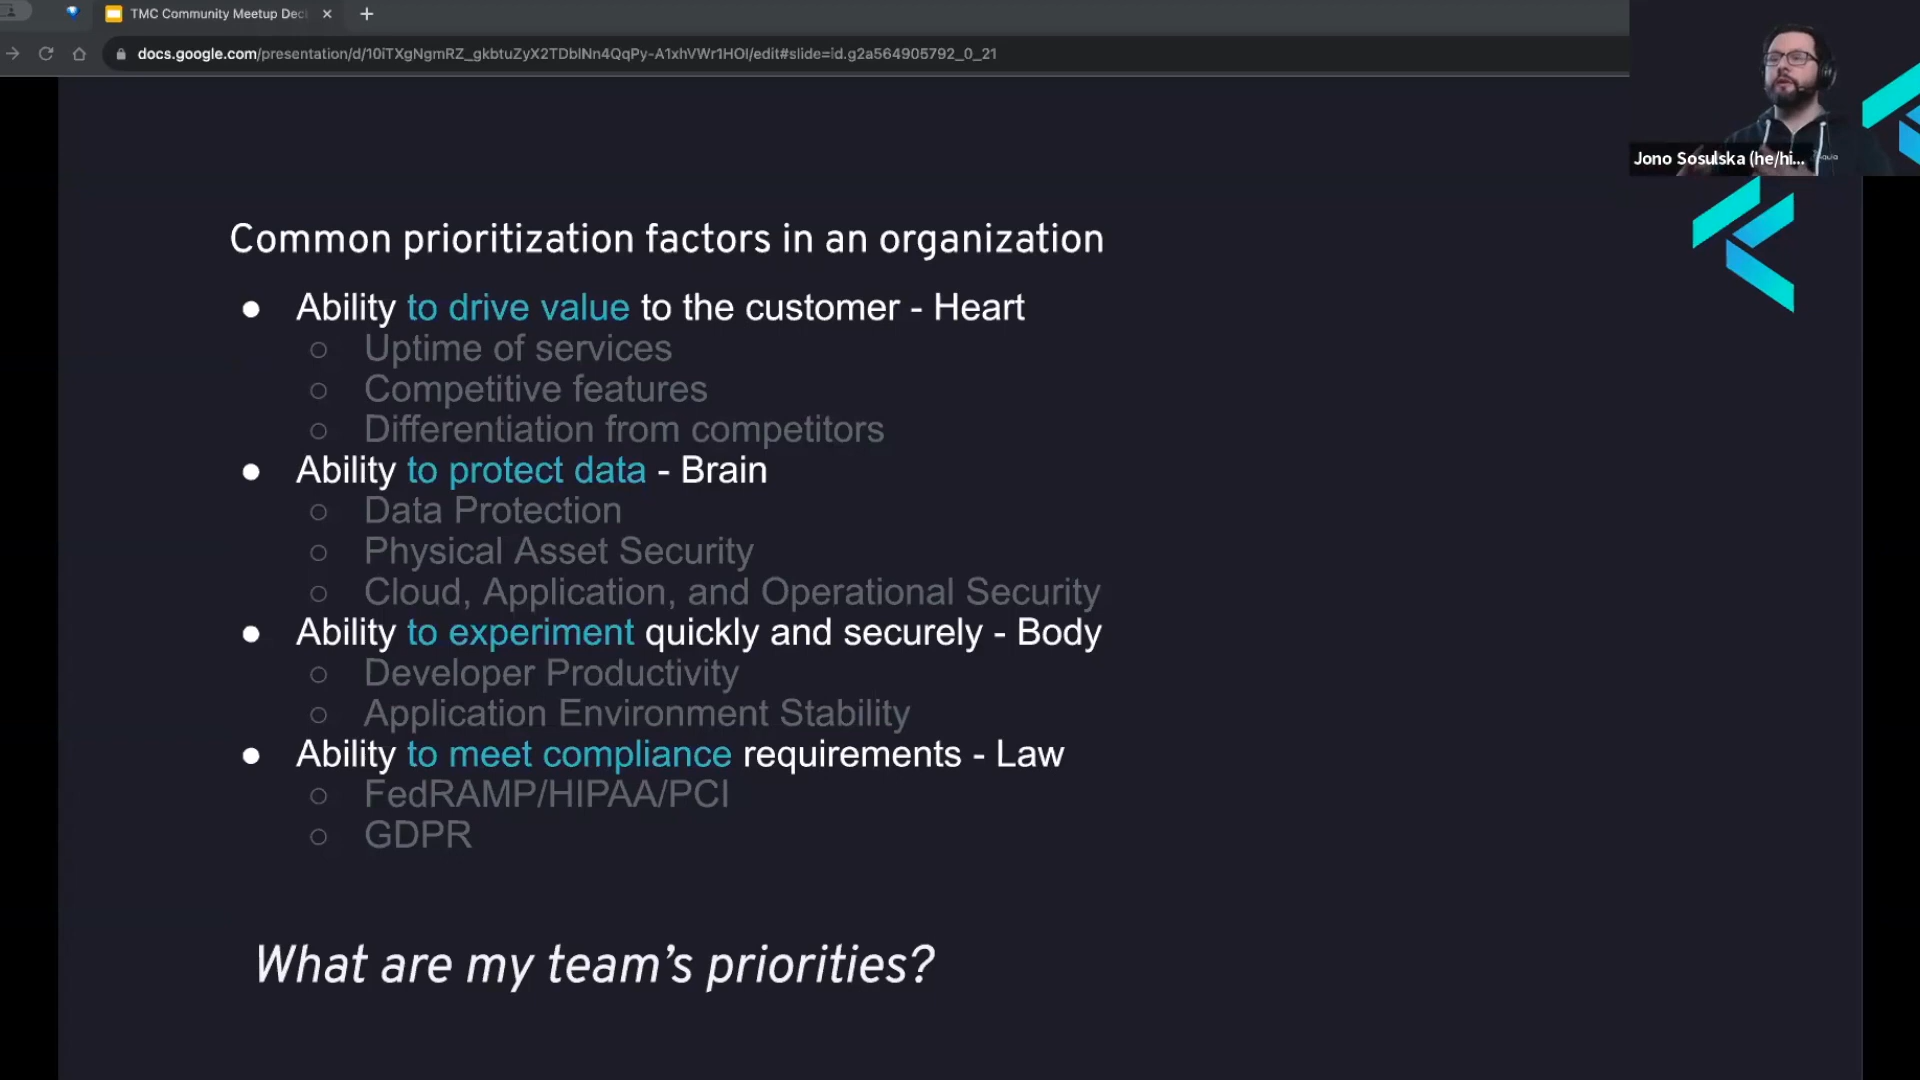 TMC Community Meetup Dec
docs.google.com/presentation/d/10iTXgNgmRZ_gkbtuZyX2TDblNn4QqPy-A1xhVWr1HOI/edit#slide=id.g2a564905792_0_21
Jono Sosulska (he/hi...
Common prioritization factors in an organization
● Ability to drive value to the customer - Heart
○ Uptime of services
○ Competitive features
○ Differentiation from competitors
● Ability to protect data - Brain
○ Data Protection
○ Physical Asset Security
○ Cloud, Application, and Operational Security
● Ability to experiment quickly and securely - Body
○ Developer Productivity
○ Application Environment Stability
● Ability to meet compliance requirements - Law
○ FedRAMP/HIPAA/PCI
○ GDPR
What are my team’s priorities?